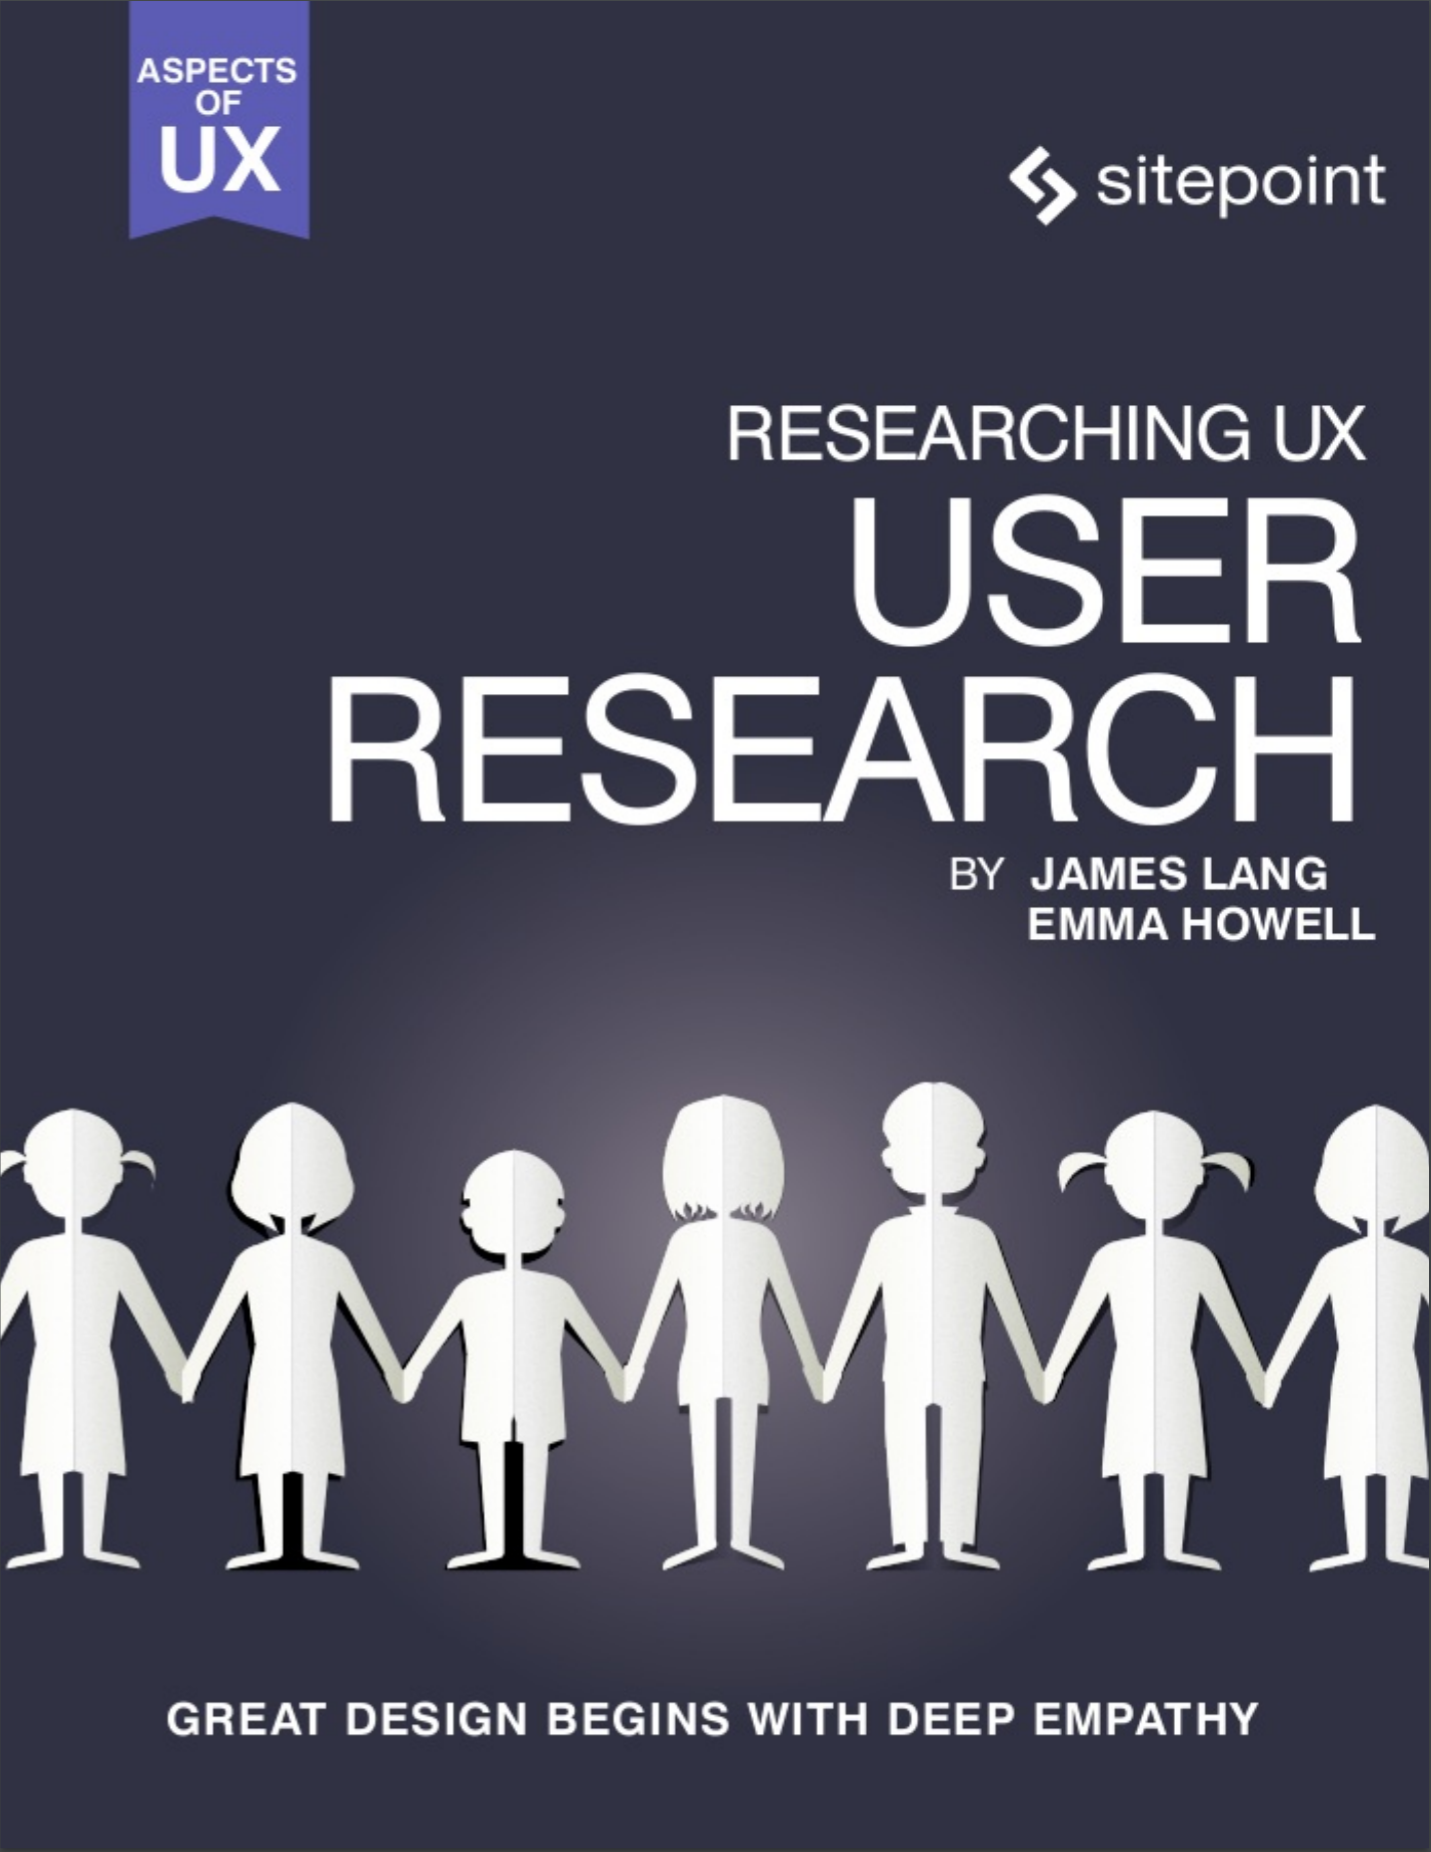 ASPECTS
OF
UX
sitepoint
RESEARCHING UX
USER
RESEARCH
BY JAMES LANG
EMMA HOWELL
GREAT DESIGN BEGINS WITH DEEP EMPATHY